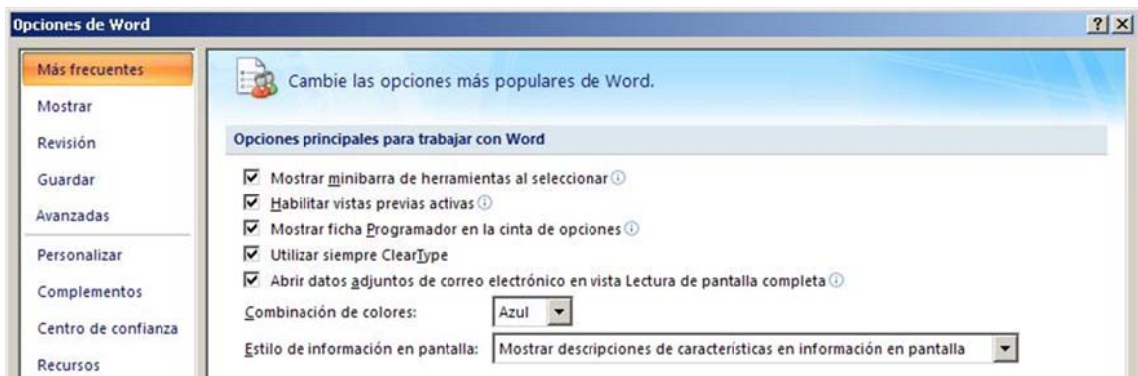 Opciones de Word
Más frecuentes
Mostrar
Revisión
Guardar
Avanzadas
Personalizar
Complementos
Centro de confianza
Recursos
Cambie las opciones más populares de Word.
Opciones principales para trabajar con Word
Mostrar minibarra de herramientas al seleccionar
Habilitar vistas previas activas
Mostrar ficha Programador en la cinta de opciones
Utilizar siempre ClearType
Abrir datos adjuntos de correo electrónico en vista Lectura de pantalla completa
Combinación de colores: Azul
Estilo de información en pantalla: Mostrar descripciones de características en información en pantalla